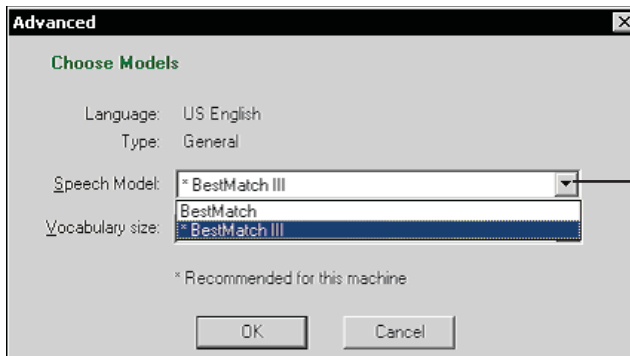 Advanced
Choose Models
Language: US English
Type: General
Speech Model: * BestMatch III
BestMatch
Vocabulary size: * BestMatch III
* Recommended for this machine
OK Cancel